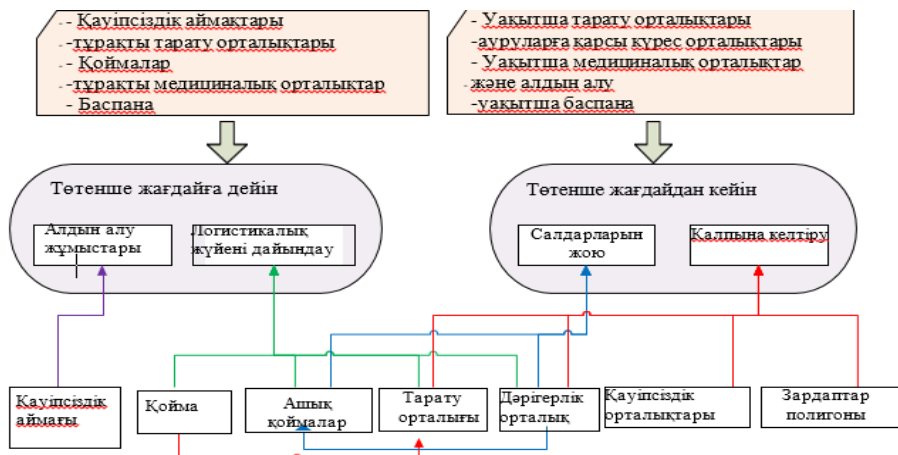 - Қауіпсіздік аймақтары
-тұрақты тарату орталықтары
- Қоймалар
-тұрақты медициналық орталықтар
- Баспана
- Уақытша тарату орталықтары
-ауруларға қарсы күрес орталықтары
- Уақытша медициналық орталықтар
және алдын алу
-уақытша баспана
Төтенше жағдайға дейін
Алдын алу
жұмыстары
Логистикалық
жүйені дайындау
Төтенше жағдайдан кейін
Салдарларын
жою
Қалпына келтіру
Қауіпсіздік
аймағы
Қойма
Ашық
қоймалар
Тарату
орталығы
Дәрігерлік
орталық
Қауіпсіздік
орталықтары
Зардаптар
полигоны